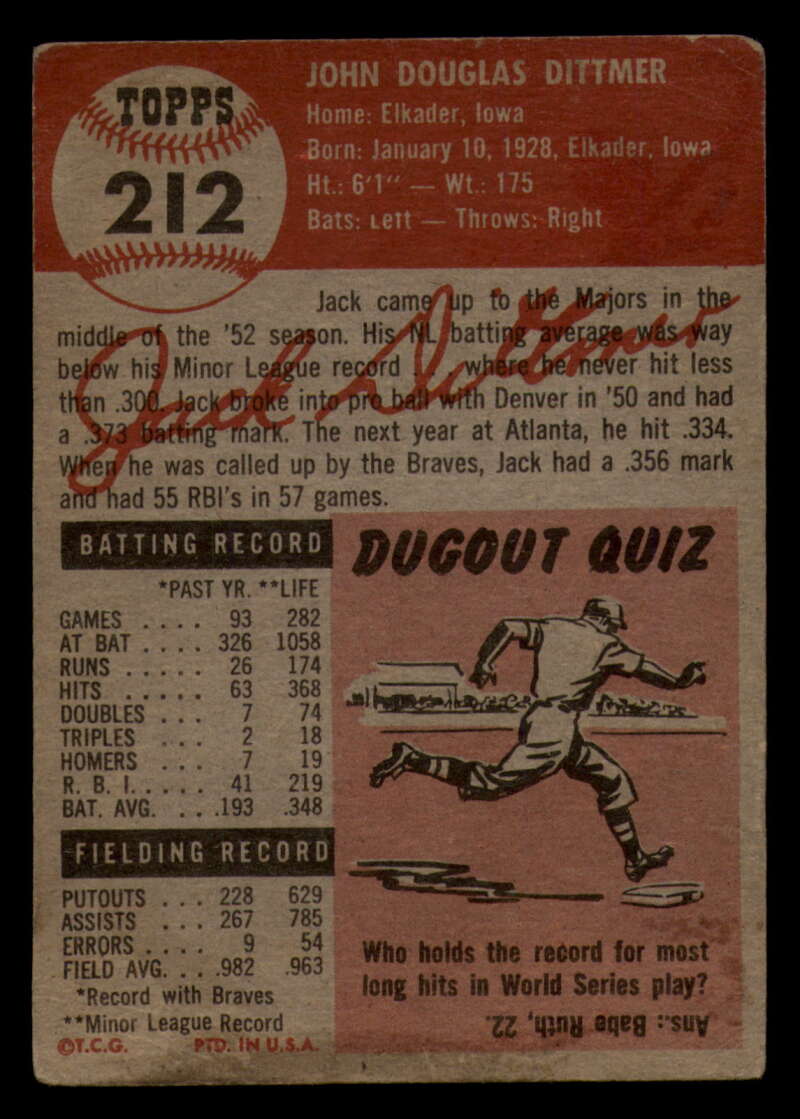 TOPPS
212
JOHN DOUGLAS DITTMER
Home: Elkader, Iowa
Born: January 10, 1928, Elkader, Iowa
Ht.: 6'1" — Wt.: 175
Bats: Left — Throws: Right
Jack came up to the Majors in the
middle of the '52 season. His NL batting average was way
below his Minor League record . . . where he never hit less
than .300. Jack broke into pro ball with Denver in '50 and had
a .373 batting mark. The next year at Atlanta, he hit .334.
When he was called up by the Braves, Jack had a .356 mark
and had 55 RBI's in 57 games.
Jack Dittmer
BATTING RECORD
*PAST YR. **LIFE
GAMES . . . . 93 282
AT BAT . . . . 326 1058
RUNS . . . . . 26 174
HITS . . . . . 63 368
DOUBLES . . . 7 74
TRIPLES . . . 2 18
HOMERS . . . 7 19
R. B. I. . . . . 41 219
BAT. AVG. . . .193 .348
FIELDING RECORD
PUTOUTS . . . 228 629
ASSISTS . . . 267 785
ERRORS . . . . 9 54
FIELD AVG. . . .982 .963
*Record with Braves
**Minor League Record
©T.C.G. PTD. IN U.S.A.
DUGOUT QUIZ
Who holds the record for most
long hits in World Series play?
Ans.: Babe Ruth, 22.